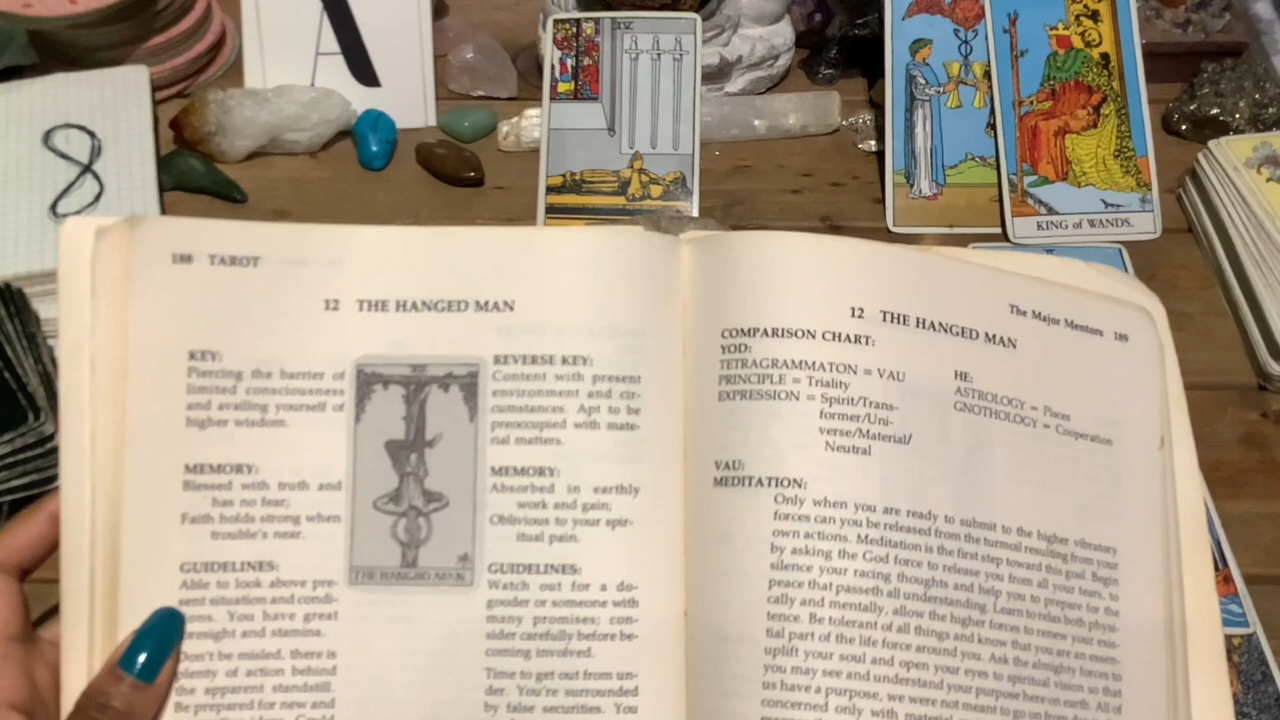 8
IV
KING of WANDS.
188 TAROT
12 THE HANGED MAN
KEY:
Piercing the barrier of
limited consciousness
and availing yourself of
higher wisdom.
MEMORY:
Blessed with truth and
has no fear;
Faith holds strong when
trouble's near.
GUIDELINES:
Able to look above pre-
sent situation and condi-
ons. You have great
foresight and stamina.
Don't be misled, there is
plenty of action behind
the apparent standstill.
Be prepared for new and
XII
THE HANGED MAN.
REVERSE KEY:
Content with present
environment and cir-
cumstances. Apt to be
preoccupied with mate-
rial matters.
MEMORY:
Absorbed in earthly
work and gain;
Oblivious to your spir-
itual pain.
GUIDELINES:
Watch out for a do-
gooder or someone with
many promises; con-
sider carefully before be-
coming involved.
Time to get out from un-
der. You're surrounded
by false securities. You
The Major Mentors 189
12 THE HANGED MAN
COMPARISON CHART:
YOD:
TETRAGRAMMATON = VAU
PRINCIPLE = Triality
EXPRESSION = Spirit/Trans-
former/Uni-
verse/Material/
Neutral
HE:
ASTROLOGY = Pisces
GNOTHOLOGY = Cooperation
VAU:
MEDITATION:
Only when you are ready to submit to the higher vibratory
forces can you be released from the turmoil resulting from your
own actions. Meditation is the first step toward this goal. Begin
by asking the God force to release you from all your fears, to
silence your racing thoughts and help you to prepare for the
peace that passeth all understanding. Learn to relax both physi-
cally and mentally, allow the higher forces to renew your exis-
tence. Be tolerant of all things and know that you are an essen-
tial part of the life force around you. Ask the almighty forces to
uplift your soul and open your eyes to spiritual vision so that
you may see and understand your purpose here on earth. All of
us have a purpose, we were not meant to go on from
concerned only with material